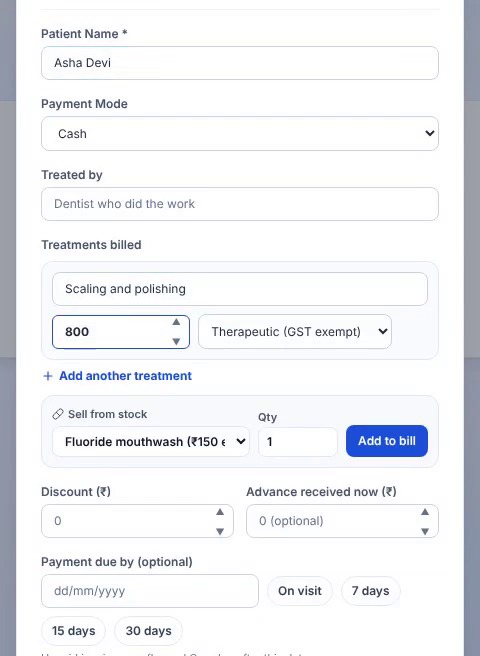 Patient Name *
Asha Devi
Payment Mode
Cash
Treated by
Dentist who did the work
Treatments billed
Scaling and polishing
800 Therapeutic (GST exempt)
+ Add another treatment
Sell from stock Qty
Fluoride mouthwash (₹150 1 Add to bill
Discount (₹) Advance received now (₹)
0 0 (optional)
Payment due by (optional)
dd/mm/yyyy On visit 7 days
15 days 30 days